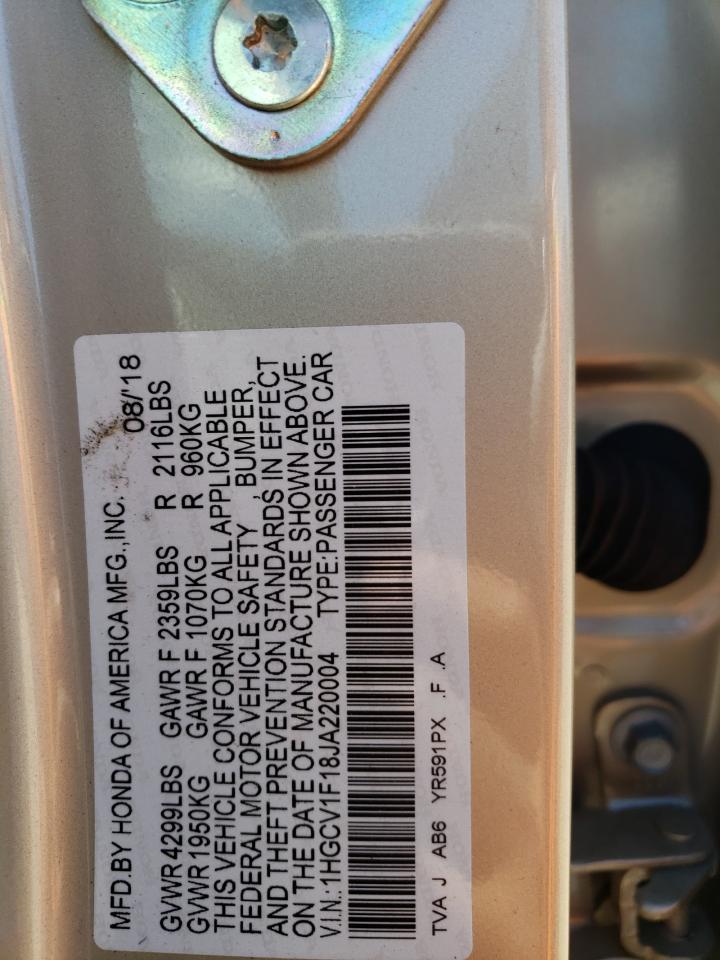 MFD.BY HONDA OF AMERICA MFG.,INC. 08/'18
GVWR4299LBS GAWR F 2359LBS R 2116LBS
GVWR1950KG GAWR F 1070KG R 960KG
THIS VEHICLE CONFORMS TO ALL APPLICABLE
FEDERAL MOTOR VEHICLE SAFETY , BUMPER,
AND THEFT PREVENTION STANDARDS IN EFFECT
ON THE DATE OF MANUFACTURE SHOWN ABOVE.
V.I.N.:1HGCV1F18JA220004 TYPE:PASSENGER CAR
TVA J AB6 YR591PX .F .A